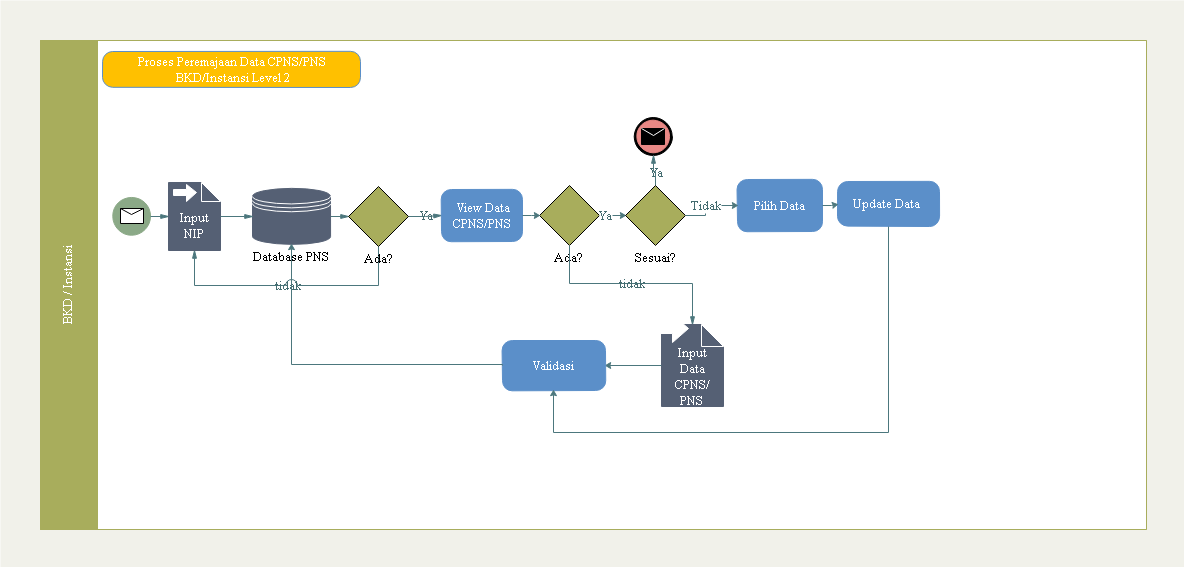 Proses Peremajaan Data CPNS/PNS
BKD/Instansi Level 2
BKD / Instansi
Input
NIP
Database PNS
Ada?
tidak
Ya
View Data
CPNS/PNS
Ada?
Ya
tidak
Sesuai?
Ya
Tidak
Pilih Data
Update Data
Validasi
Input
Data
CPNS/
PNS